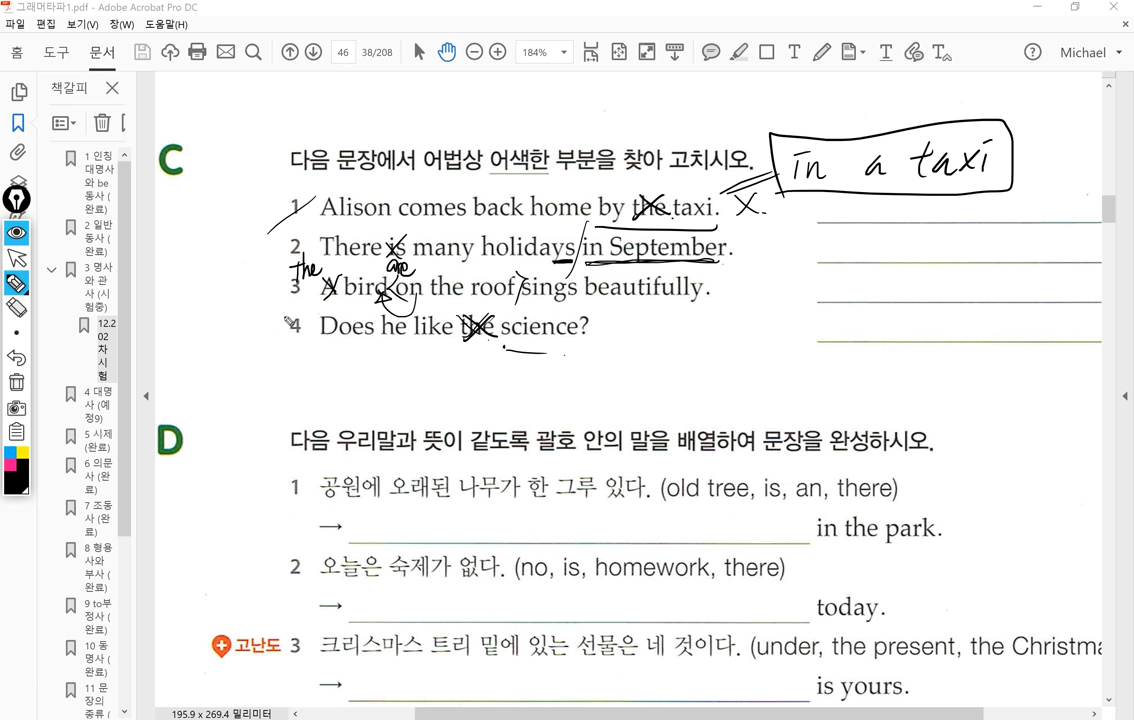 그래머타파1.pdf - Adobe Acrobat Pro DC
파일 편집 보기(V) 창(W) 도움말(H)
홈 도구 문서 46 38/208 184% Michael
책갈피
1 인칭
대명사
와 be
동사 (
완료)
2 일반
동사 (
완료)
3 명사
와 관
사 (시
험중)
12.2
02
차
시
험
4 대명
사 (예
정9)
5 시제
(완료)
6 의문
사 (완
료)
7 조동
사 (완
료)
8 형용
사와
부사 (
완료)
9 to부
정사 (
완료)
10 동
명사 (
완료)
11 문
장의
종류 (
C 다음 문장에서 어법상 어색한 부분을 찾아 고치시오.
in a taxi
1 Alison comes back home by the taxi. X.
2 There is many holidays in September.
the are
3 A bird on the roof sings beautifully.
4 Does he like the science?
D 다음 우리말과 뜻이 같도록 괄호 안의 말을 배열하여 문장을 완성하시오.
1 공원에 오래된 나무가 한 그루 있다. (old tree, is, an, there)
→ in the park.
2 오늘은 숙제가 없다. (no, is, homework, there)
→ today.
고난도 3 크리스마스 트리 밑에 있는 선물은 네 것이다. (under, the present, the Christma
→ is yours.
195.9 x 269.4 밀리미터